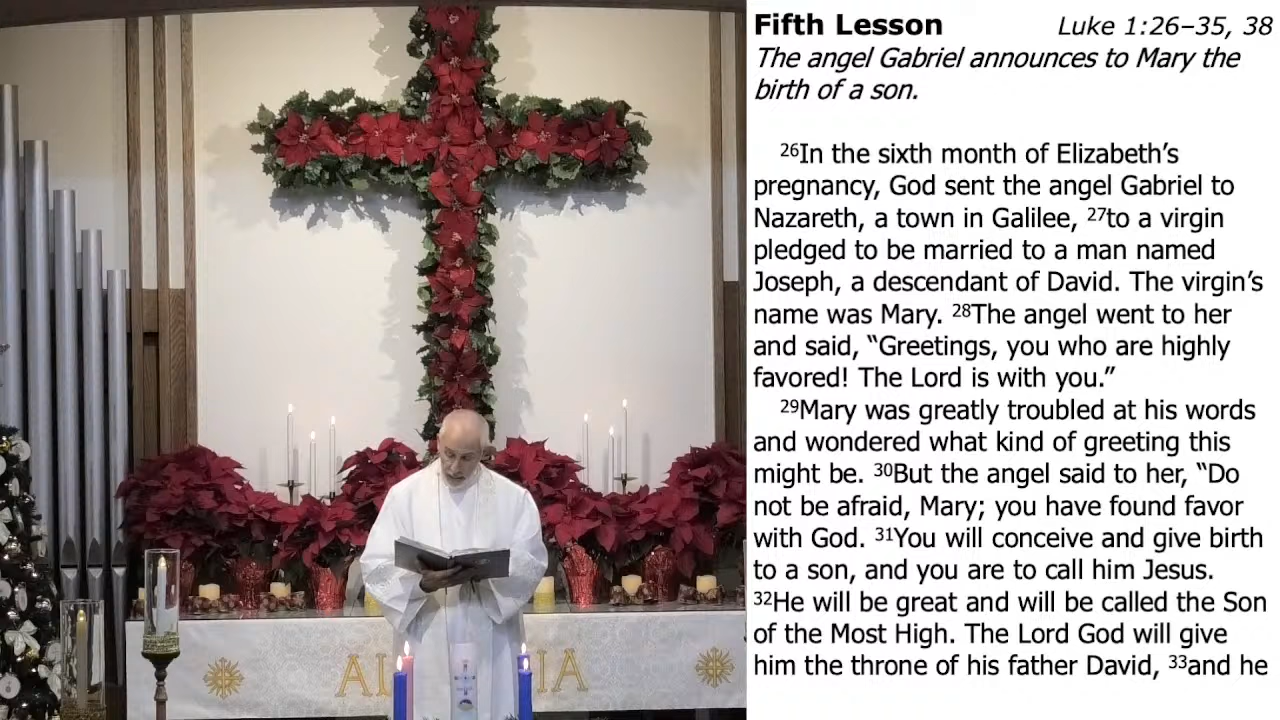 Fifth Lesson Luke 1:26–35, 38
The angel Gabriel announces to Mary the
birth of a son.
26In the sixth month of Elizabeth’s
pregnancy, God sent the angel Gabriel to
Nazareth, a town in Galilee, 27to a virgin
pledged to be married to a man named
Joseph, a descendant of David. The virgin’s
name was Mary. 28The angel went to her
and said, “Greetings, you who are highly
favored! The Lord is with you.”
29Mary was greatly troubled at his words
and wondered what kind of greeting this
might be. 30But the angel said to her, “Do
not be afraid, Mary; you have found favor
with God. 31You will conceive and give birth
to a son, and you are to call him Jesus.
32He will be great and will be called the Son
of the Most High. The Lord God will give
him the throne of his father David, 33and he